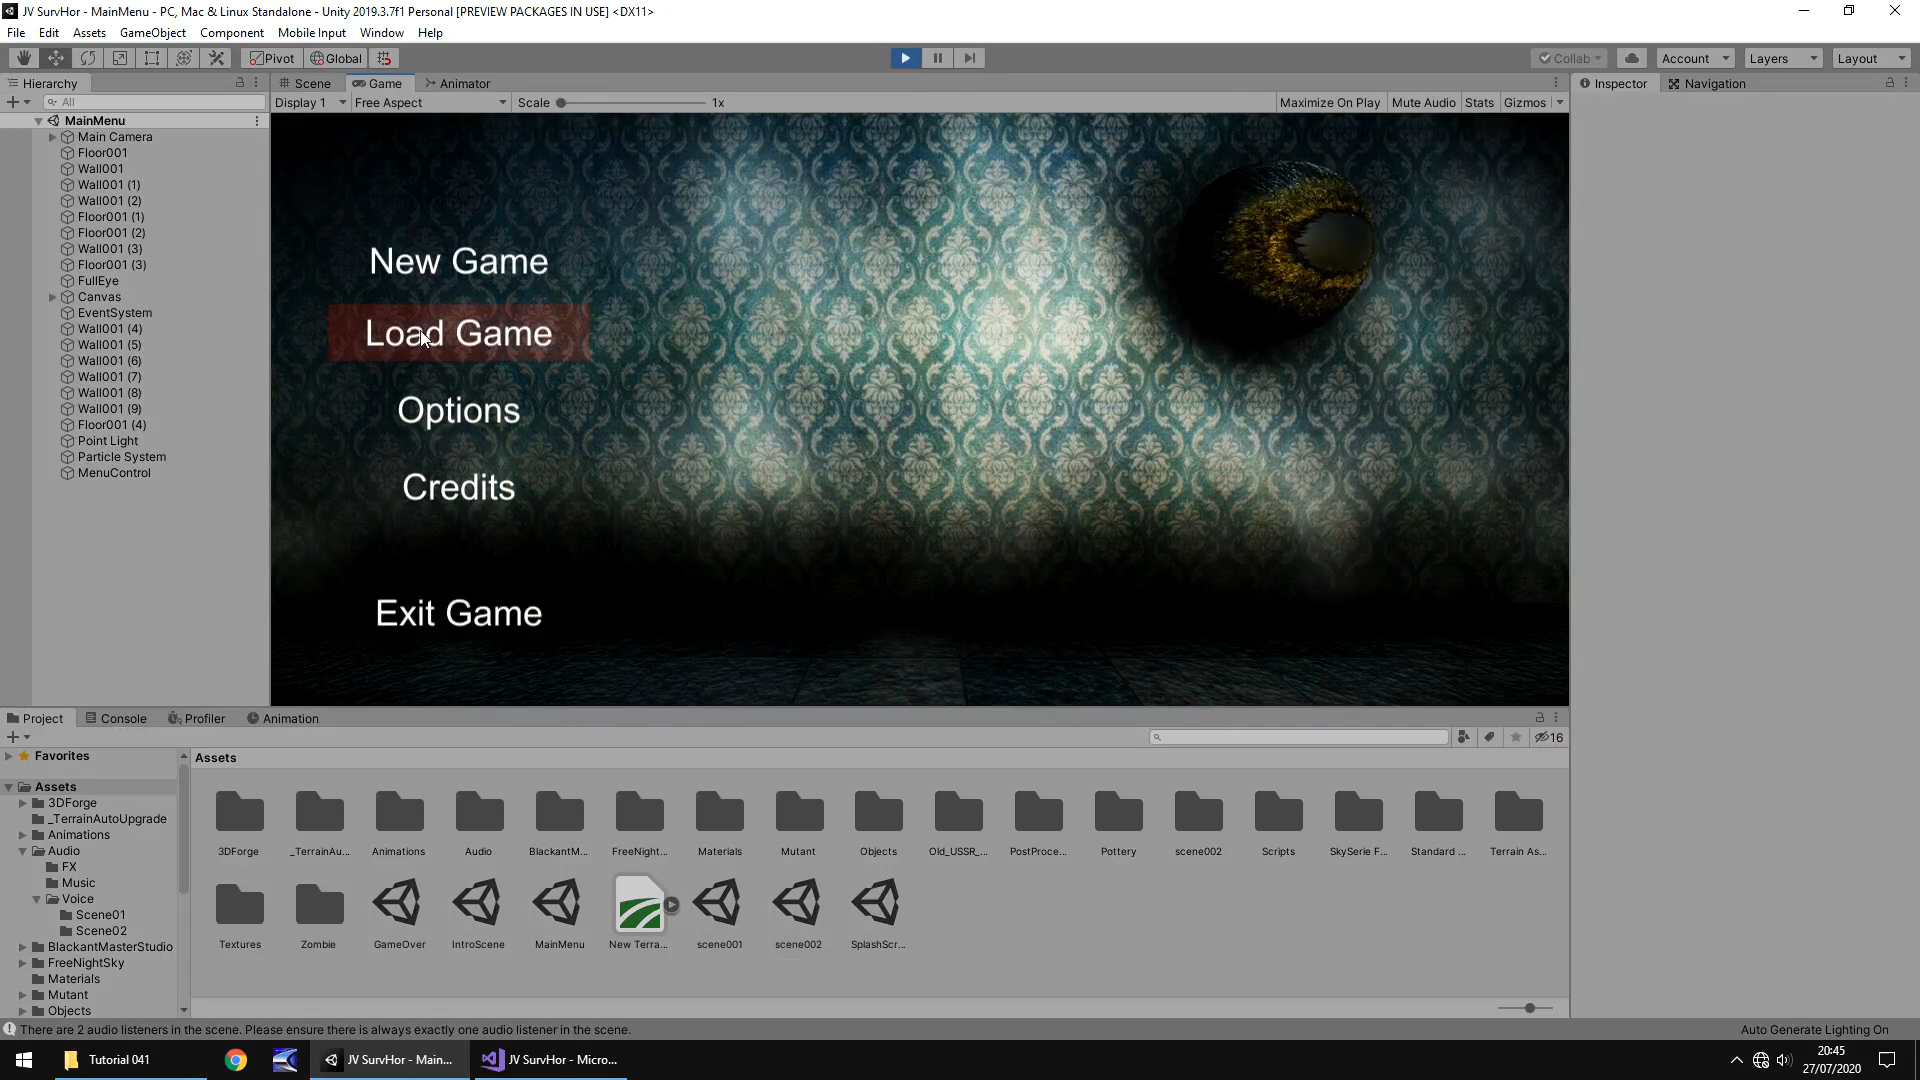 JV SurvHor - MainMenu - PC, Mac & Linux Standalone - Unity 2019.3.7f1 Personal [PREVIEW PACKAGES IN USE] <DX11>
File Edit Assets GameObject Component Mobile Input Window Help
Pivot Global Collab Account Layers Layout
Hierarchy
All
MainMenu
Main Camera
Floor001
Wall001
Wall001 (1)
Wall001 (2)
Floor001 (1)
Floor001 (2)
Wall001 (3)
Floor001 (3)
FullEye
Canvas
EventSystem
Wall001 (4)
Wall001 (5)
Wall001 (6)
Wall001 (7)
Wall001 (8)
Wall001 (9)
Floor001 (4)
Point Light
Particle System
MenuControl
Scene Game Animator
Display 1 Free Aspect Scale 1x Maximize On Play Mute Audio Stats Gizmos
New Game
Load Game
Options
Credits
Exit Game
Inspector Navigation
Project Console Profiler Animation
16
Favorites
Assets
3DForge
_TerrainAutoUpgrade
Animations
Audio
FX
Music
Voice
Scene01
Scene02
BlackantMasterStudio
FreeNightSky
Materials
Mutant
Objects
Assets
3DForge _TerrainAu... Animations Audio BlackantM... FreeNight... Materials Mutant Objects Old_USSR_... PostProce... Pottery scene002 Scripts SkySerie F... Standard ... Terrain As...
Textures Zombie GameOver IntroScene MainMenu New Terra... scene001 scene002 SplashScr...
There are 2 audio listeners in the scene. Please ensure there is always exactly one audio listener in the scene.
Auto Generate Lighting On
Tutorial 041 JV SurvHor - Main... JV SurvHor - Micro...
20:45
27/07/2020